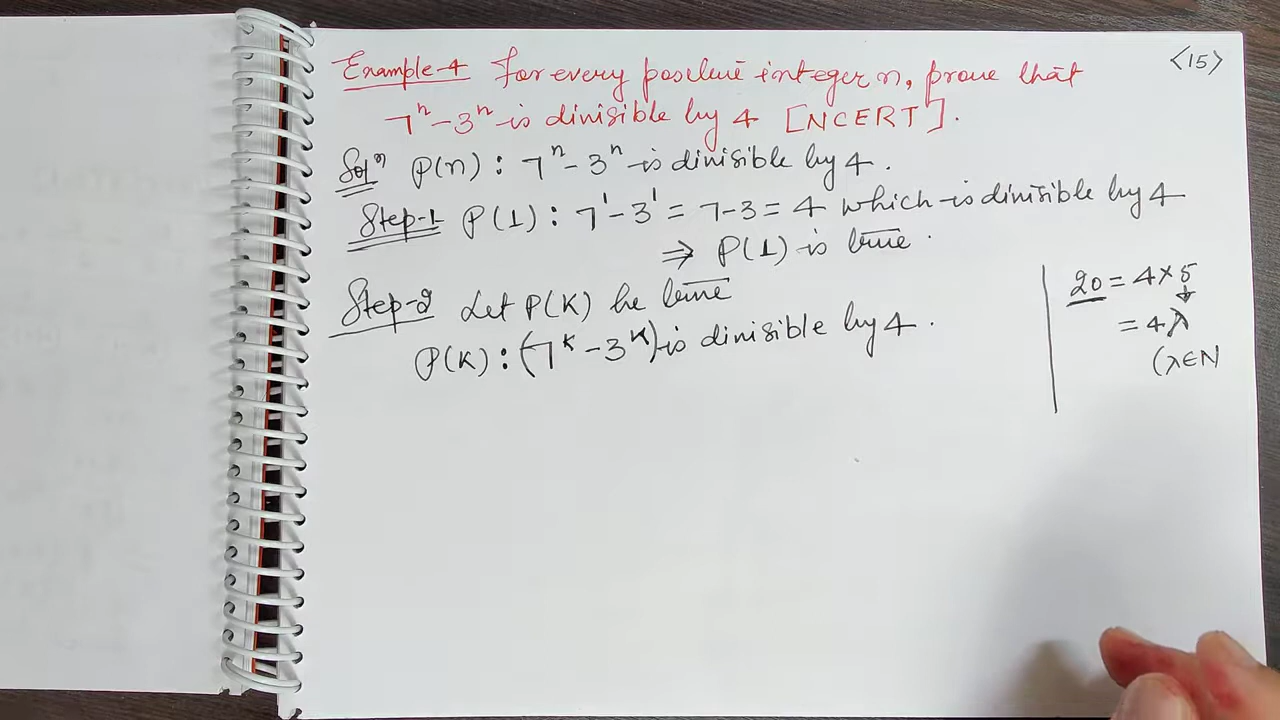 <15>
Example-4 For every positive integer n, prove that
7ⁿ - 3ⁿ is divisible by 4 [NCERT].
Solⁿ P(n) : 7ⁿ - 3ⁿ is divisible by 4.
Step-1 P(1) : 7¹ - 3¹ = 7-3 = 4 which is divisible by 4
⇒ P(1) is true.
Step-2 Let P(K) be true
P(K) : (7ᴷ - 3ᴷ) is divisible by 4.
20 = 4 × 5
= 4λ
(λ∈N